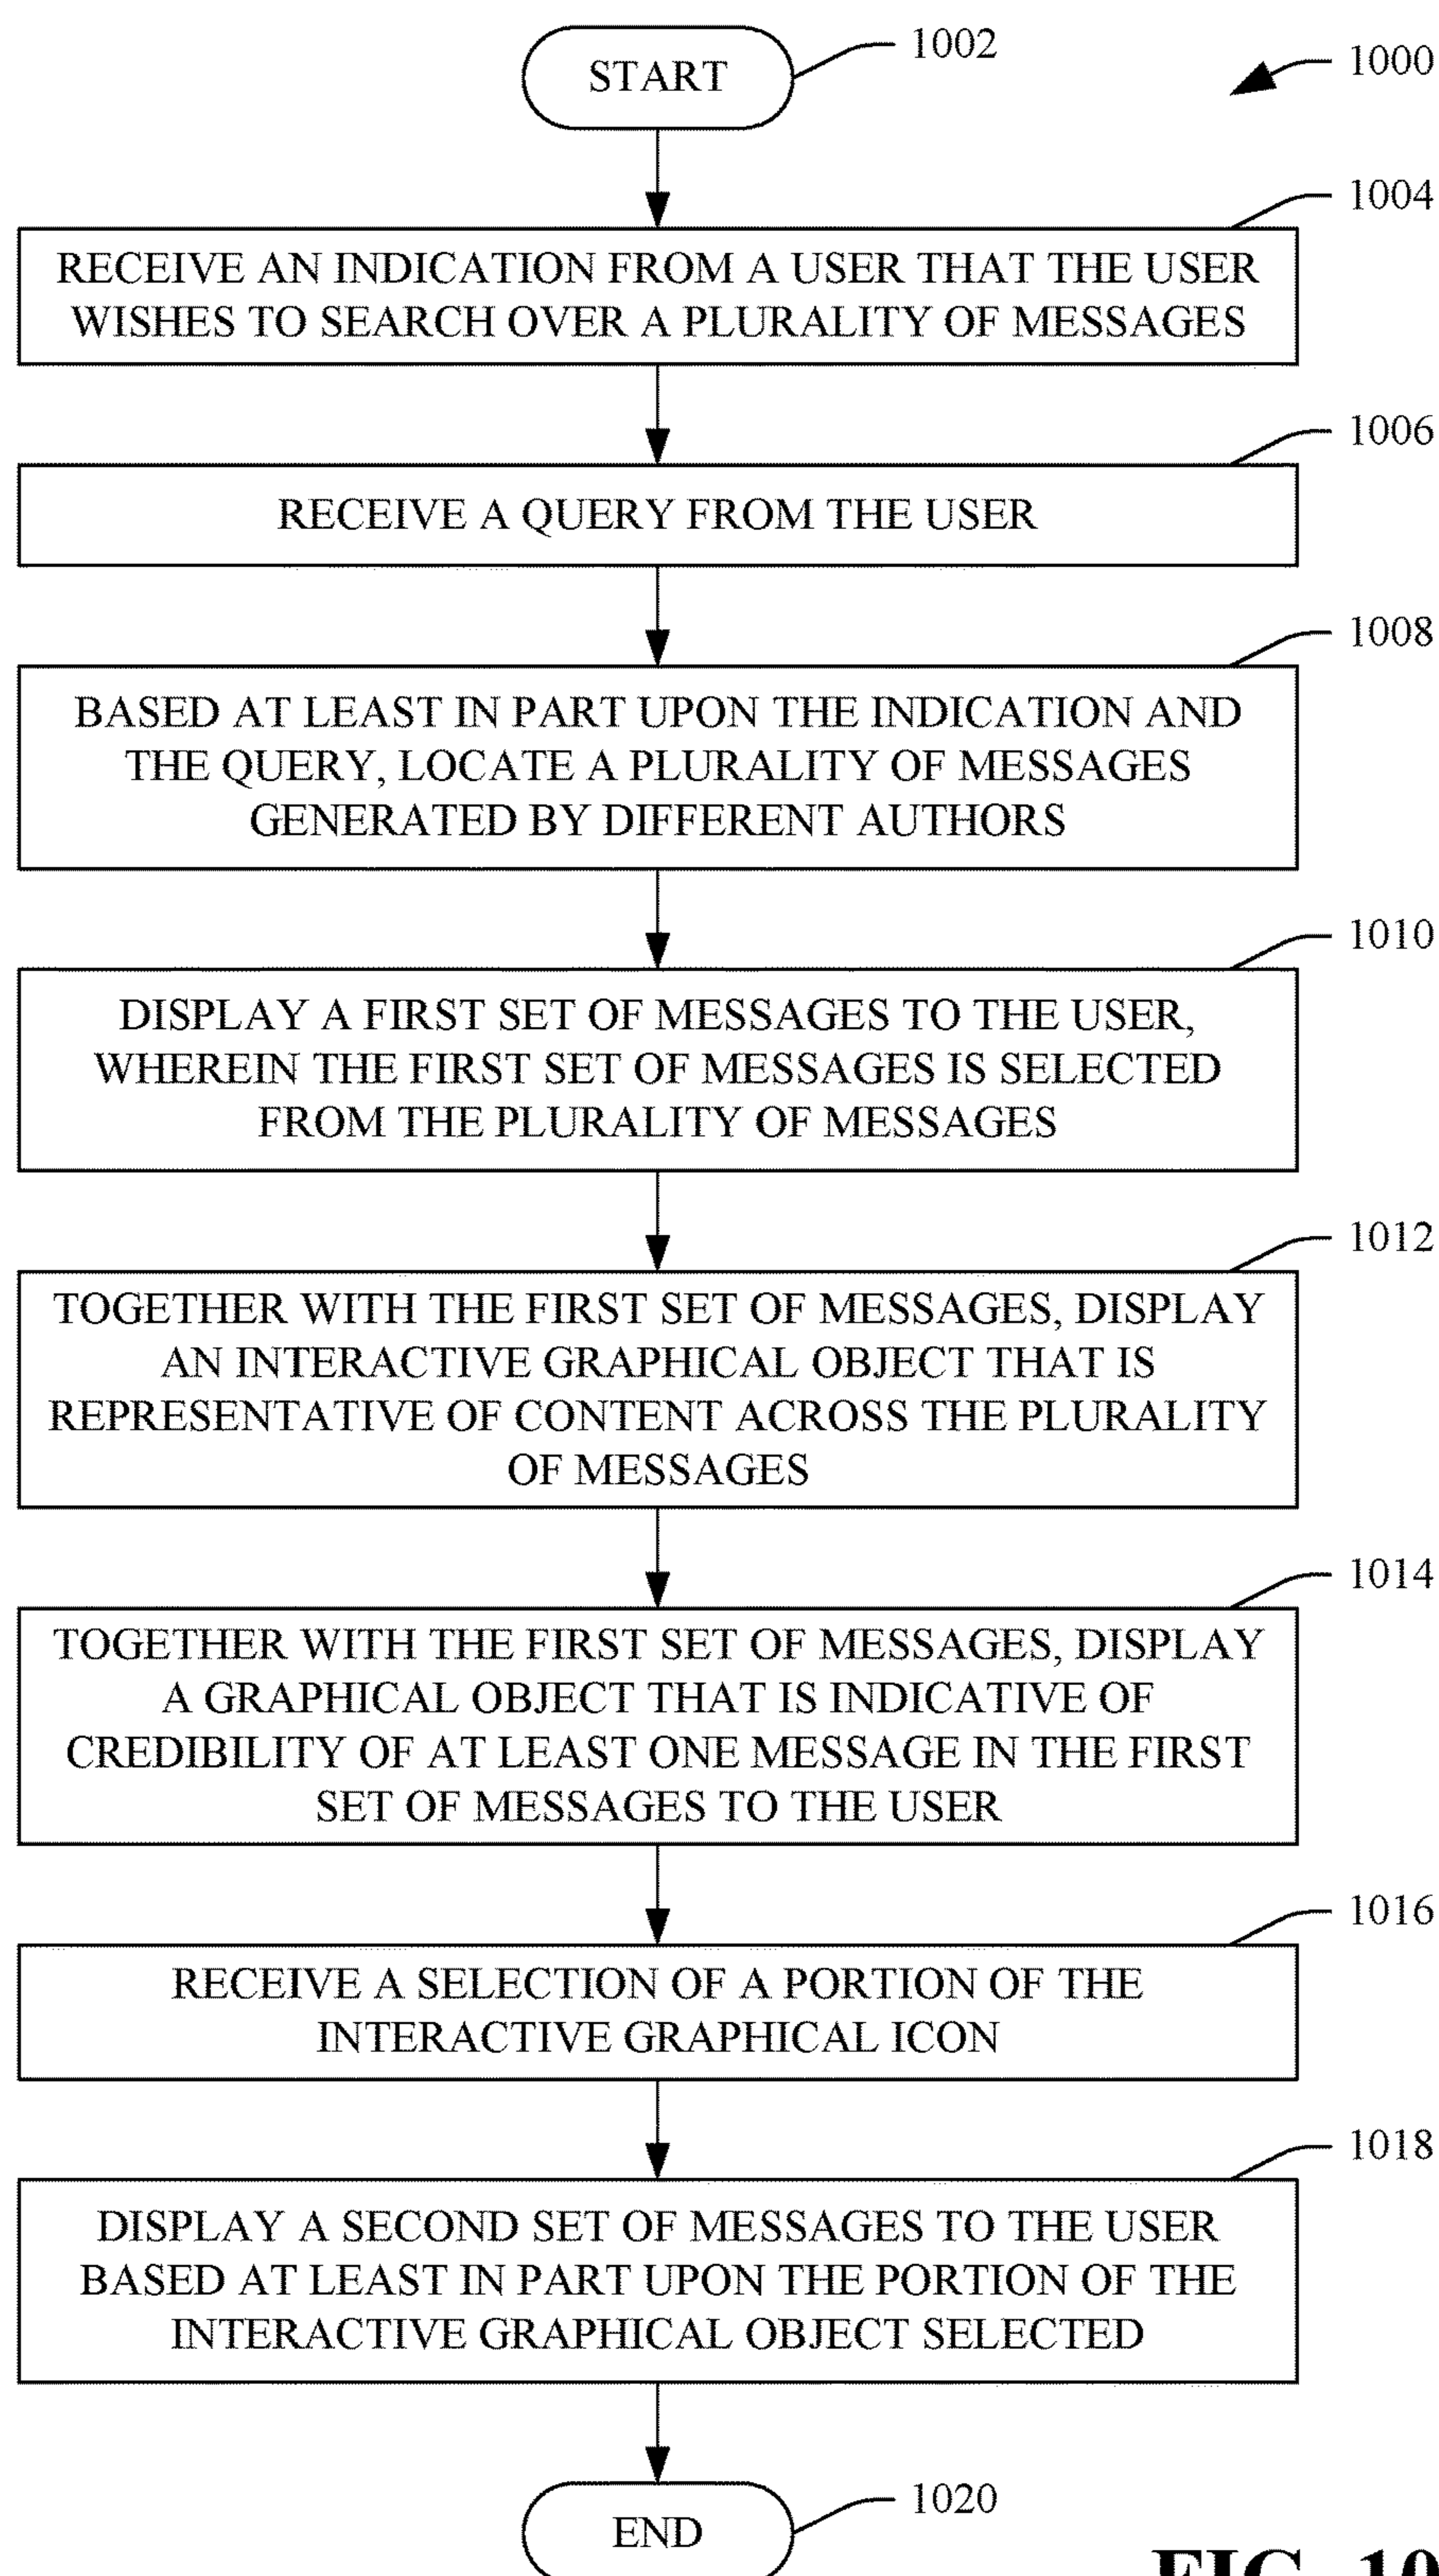 START
1002
1000
1004
RECEIVE AN INDICATION FROM A USER THAT THE USER
WISHES TO SEARCH OVER A PLURALITY OF MESSAGES
1006
RECEIVE A QUERY FROM THE USER
1008
BASED AT LEAST IN PART UPON THE INDICATION AND
THE QUERY, LOCATE A PLURALITY OF MESSAGES
GENERATED BY DIFFERENT AUTHORS
1010
DISPLAY A FIRST SET OF MESSAGES TO THE USER,
WHEREIN THE FIRST SET OF MESSAGES IS SELECTED
FROM THE PLURALITY OF MESSAGES
1012
TOGETHER WITH THE FIRST SET OF MESSAGES, DISPLAY
AN INTERACTIVE GRAPHICAL OBJECT THAT IS
REPRESENTATIVE OF CONTENT ACROSS THE PLURALITY
OF MESSAGES
1014
TOGETHER WITH THE FIRST SET OF MESSAGES, DISPLAY
A GRAPHICAL OBJECT THAT IS INDICATIVE OF
CREDIBILITY OF AT LEAST ONE MESSAGE IN THE FIRST
SET OF MESSAGES TO THE USER
1016
RECEIVE A SELECTION OF A PORTION OF THE
INTERACTIVE GRAPHICAL ICON
1018
DISPLAY A SECOND SET OF MESSAGES TO THE USER
BASED AT LEAST IN PART UPON THE PORTION OF THE
INTERACTIVE GRAPHICAL OBJECT SELECTED
END
1020
FIG. 10